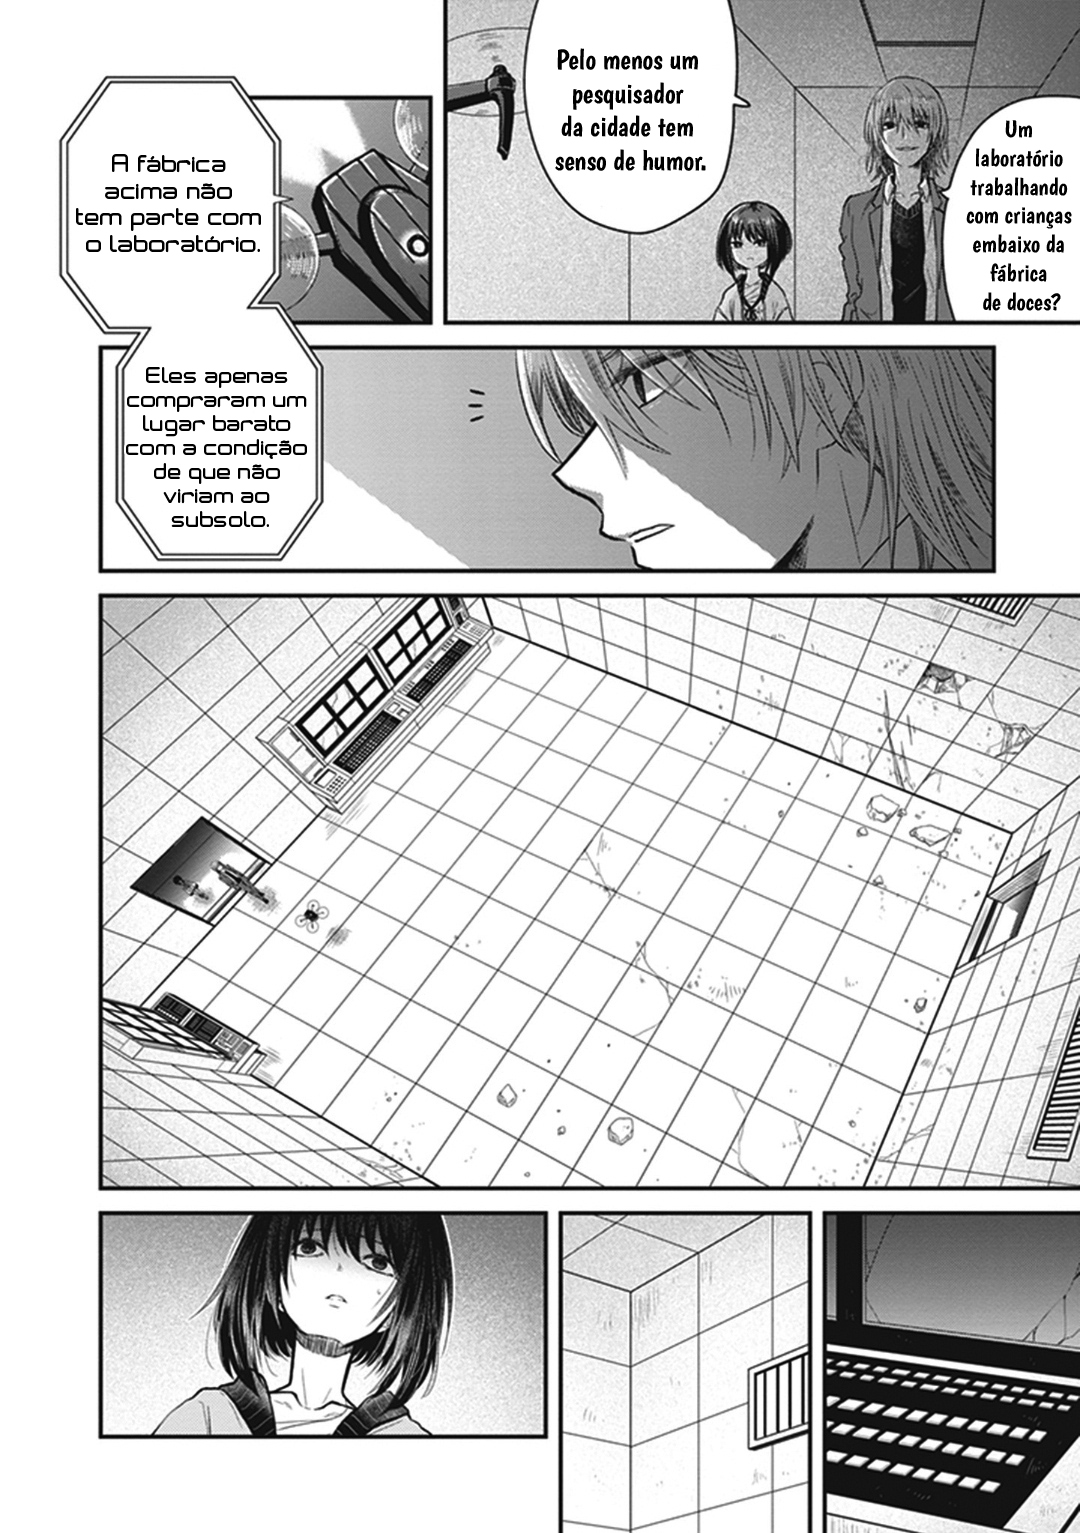 Um
laboratório
trabalhando
com crianças
embaixo da
fábrica
de doces?
Pelo menos um
pesquisador
da cidade tem
senso de humor.
A fábrica
acima não
tem parte com
o laboratório.
Eles apenas
compraram um
lugar barato
com a condição
de que não
viriam ao
subsolo.